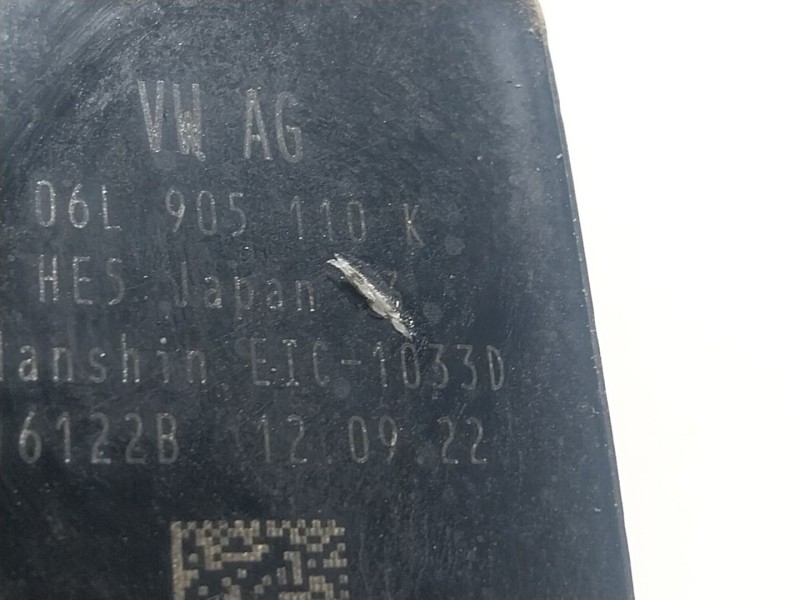 VW AG
06L 905 110 K
HES Japan
anshin EIC-1033D
6122B 12.09.22